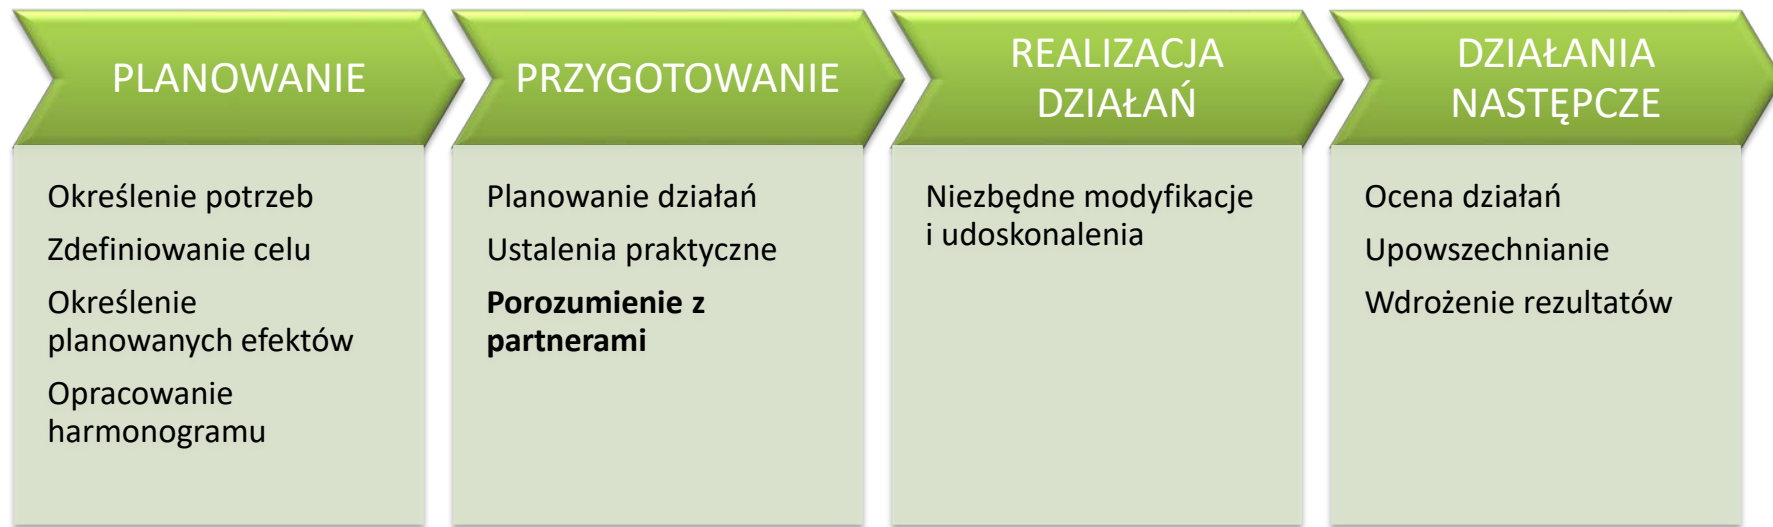 PLANOWANIE
Określenie potrzeb
Zdefiniowanie celu
Określenie
planowanych efektów
Opracowanie
harmonogramu
PRZYGOTOWANIE
Planowanie działań
Ustalenia praktyczne
Porozumienie z
partnerami
REALIZACJA
DZIAŁAŃ
Niezbędne modyfikacje
i udoskonalenia
DZIAŁANIA
NASTĘPCZE
Ocena działań
Upowszechnianie
Wdrożenie rezultatów